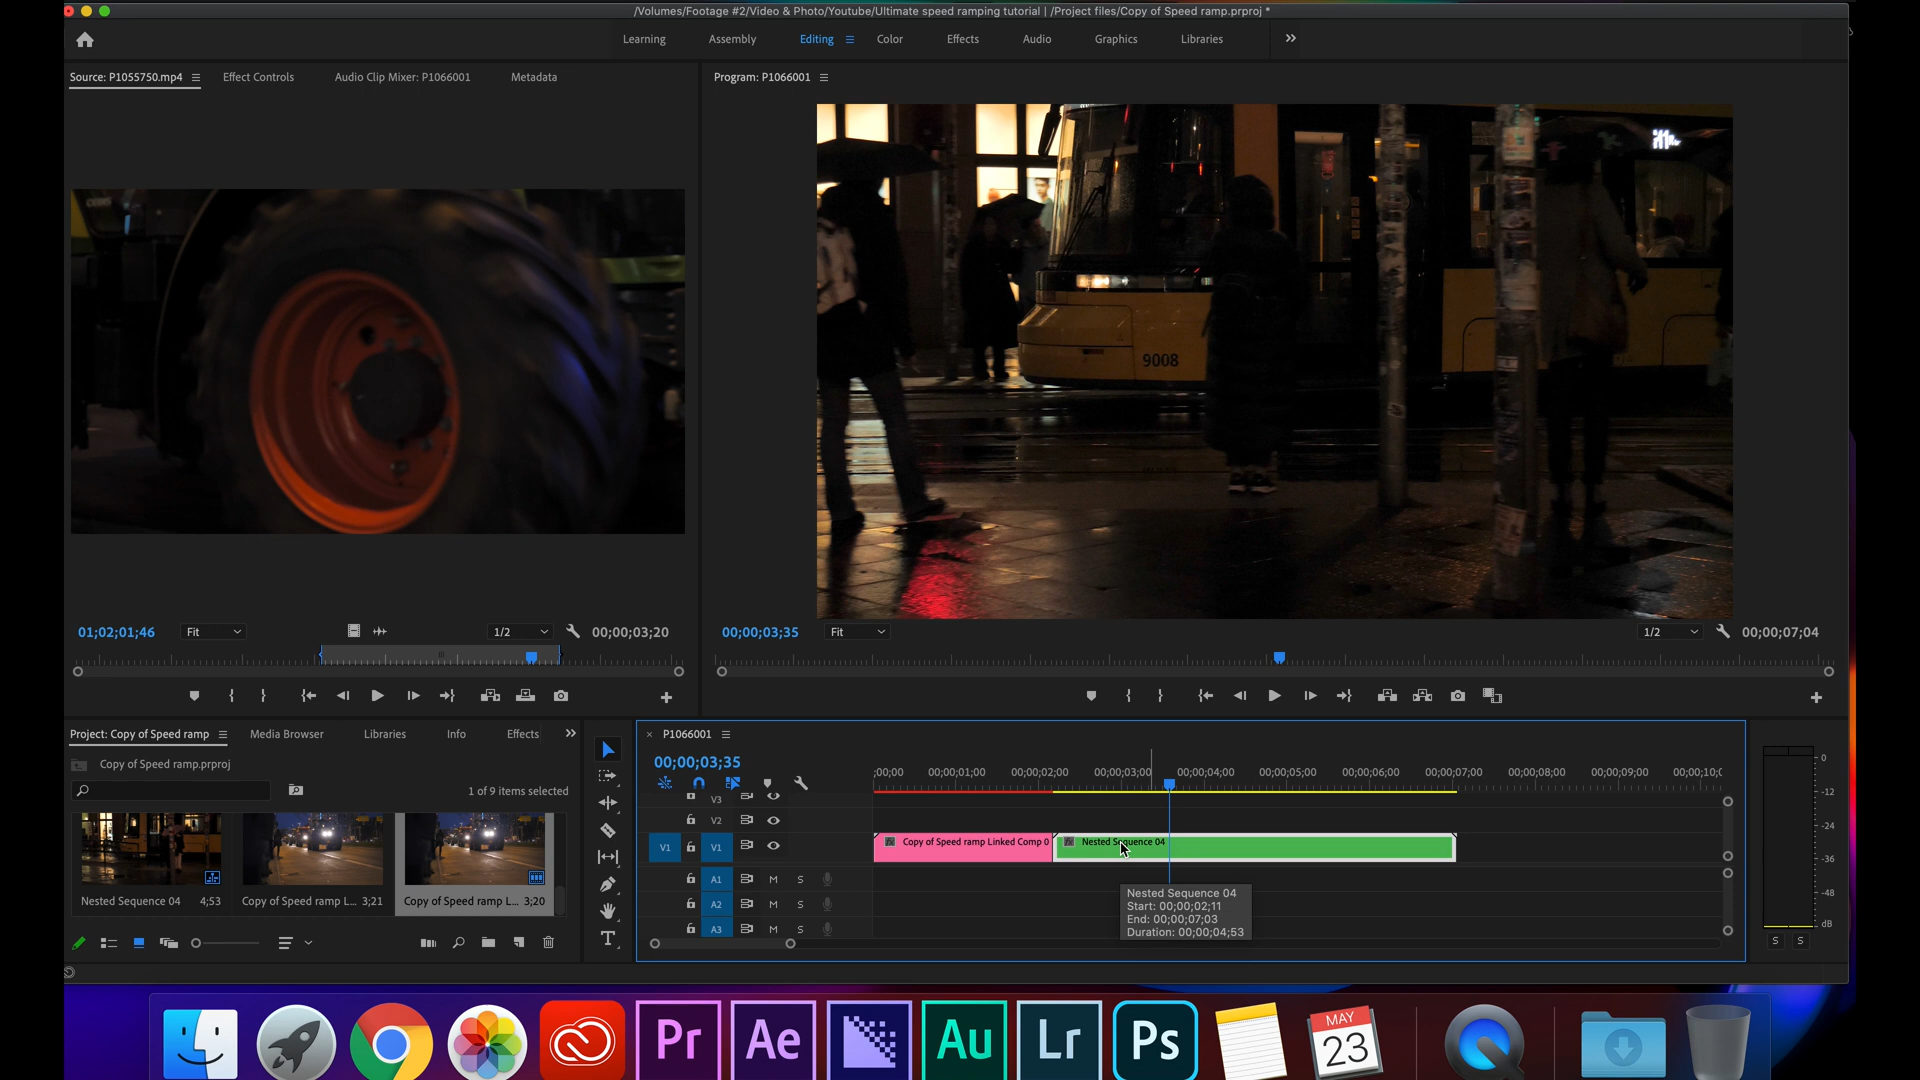 /Volumes/Footage #2/Video & Photo/Youtube/Ultimate speed ramping tutorial | /Project files/Copy of Speed ramp.prproj *
Learning Assembly Editing Color Effects Audio Graphics Libraries
Source: P1055750.mp4 Effect Controls Audio Clip Mixer: P1066001 Metadata
Program: P1066001
9008
01;02;01;46 Fit 1/2 00;00;03;20
00;00;03;35 Fit 1/2 00;00;07;04
Project: Copy of Speed ramp Media Browser Libraries Info Effects
Copy of Speed ramp.prproj
1 of 9 items selected
Nested Sequence 04 4;53
Copy of Speed ramp L... 3;21
Copy of Speed ramp L... 3;20
P1066001
00;00;03;35
;00;00 00;00;01;00 00;00;02;00 00;00;03;00 00;00;04;00 00;00;05;00 00;00;06;00 00;00;07;00 00;00;08;00 00;00;09;00 00;00;10;0
V3
V2
V1 V1
Copy of Speed ramp Linked Comp 0 Nested Sequence 04
A1 M S
A2 M S
A3 M S
Nested Sequence 04
Start: 00;00;02;11
End: 00;00;07;03
Duration: 00;00;04;53
0
-12
-24
-36
-48
dB
S S
T
Pr Ae Au Lr Ps
MAY
23